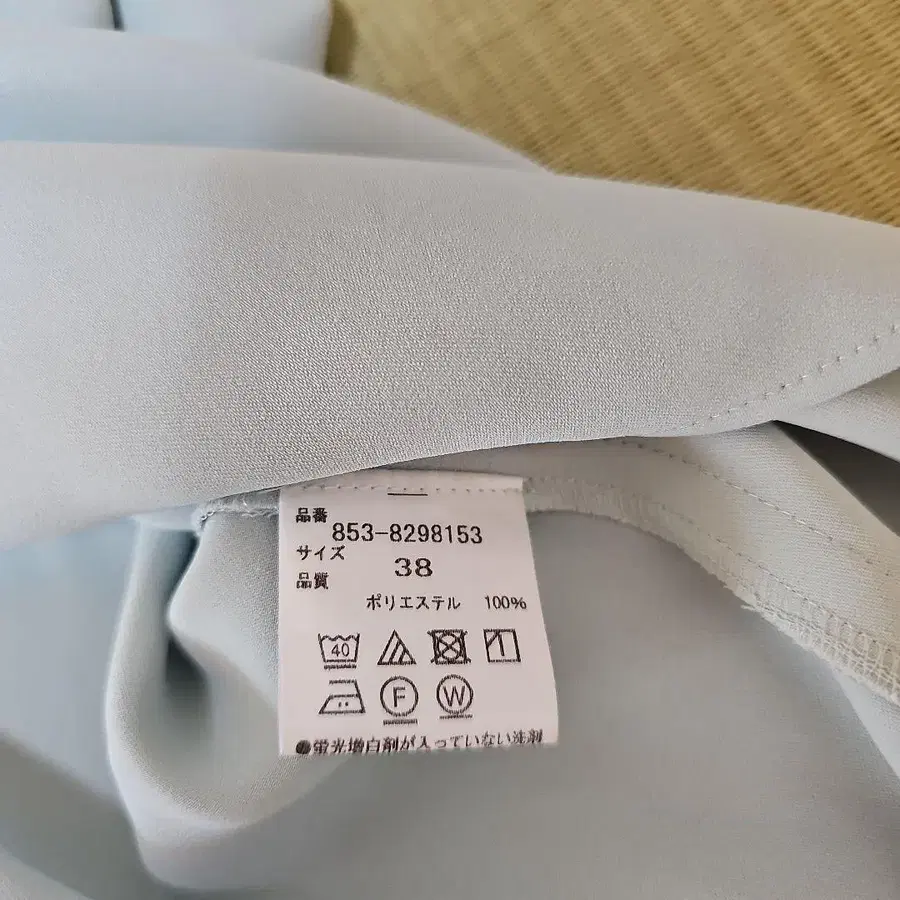 品番
853-8298153
サイズ
38
品質
ポリエステル 100%
40
F
W
●蛍光増白剤が入っていない洗剤